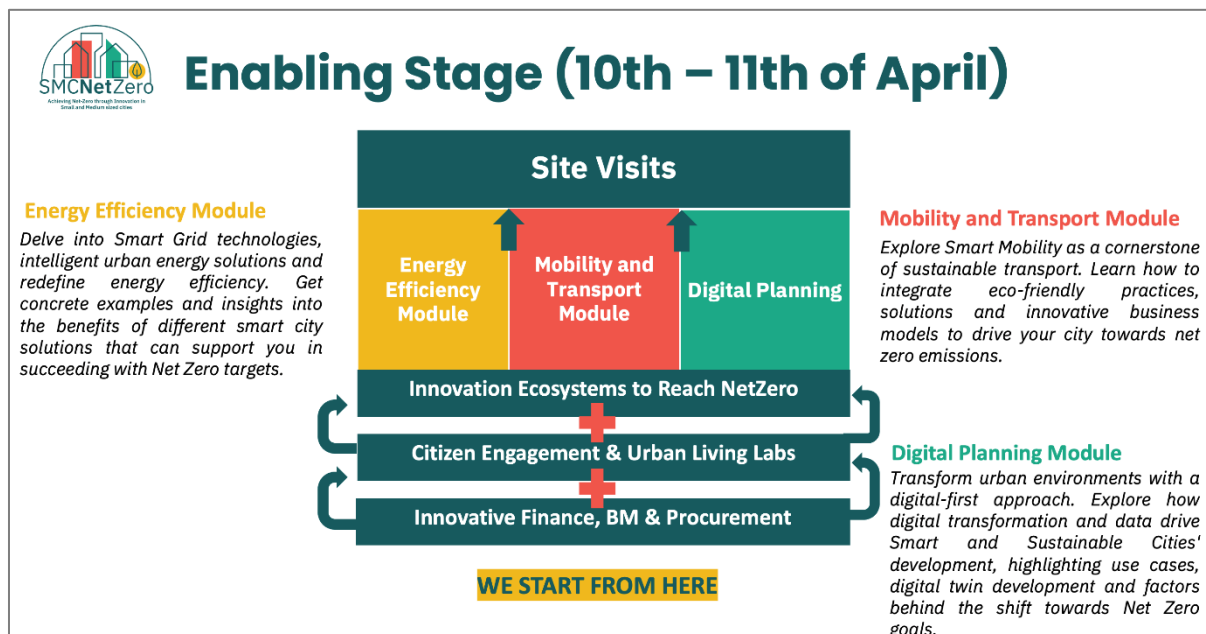 SMCNetZero
Achieving Net-Zero through Innovation in
Small and Medium sized cities
Enabling Stage (10th – 11th of April)
Site Visits
Energy Efficiency Module
Delve into Smart Grid technologies,
intelligent urban energy solutions and
redefine energy efficiency. Get
concrete examples and insights into
the benefits of different smart city
solutions that can support you in
succeeding with Net Zero targets.
Energy
Efficiency
Module
Mobility and
Transport
Module
Digital Planning
Mobility and Transport Module
Explore Smart Mobility as a cornerstone
of sustainable transport. Learn how to
integrate eco-friendly practices,
solutions and innovative business
models to drive your city towards net
zero emissions.
Innovation Ecosystems to Reach NetZero
Citizen Engagement & Urban Living Labs
Innovative Finance, BM & Procurement
WE START FROM HERE
Digital Planning Module
Transform urban environments with a
digital-first approach. Explore how
digital transformation and data drive
Smart and Sustainable Cities'
development, highlighting use cases,
digital twin development and factors
behind the shift towards Net Zero
goals.